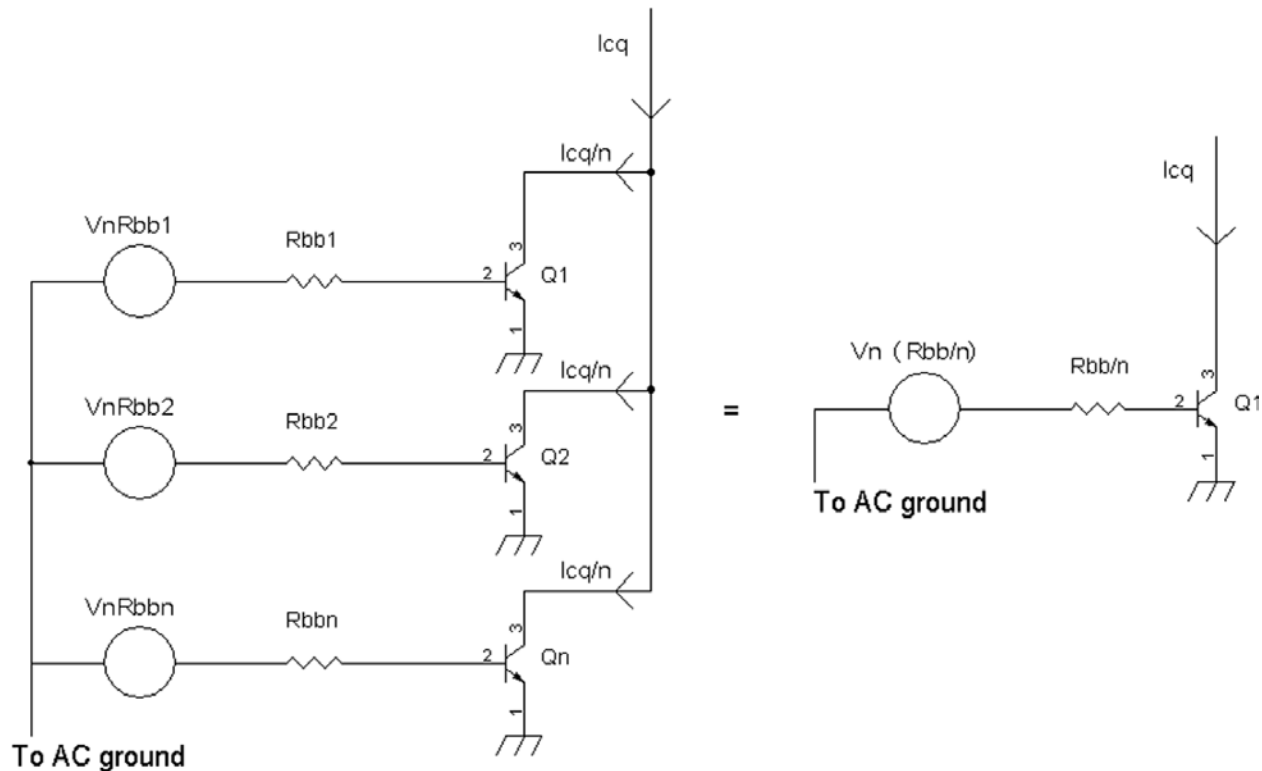 Icq
Icq/n
VnRbb1
Rbb1
3
2
Q1
1
Icq/n
VnRbb2
Rbb2
3
2
Q2
1
Icq/n
VnRbbn
Rbbn
3
2
Qn
1
To AC ground
=
Icq
Vn (Rbb/n)
Rbb/n
3
2
Q1
1
To AC ground